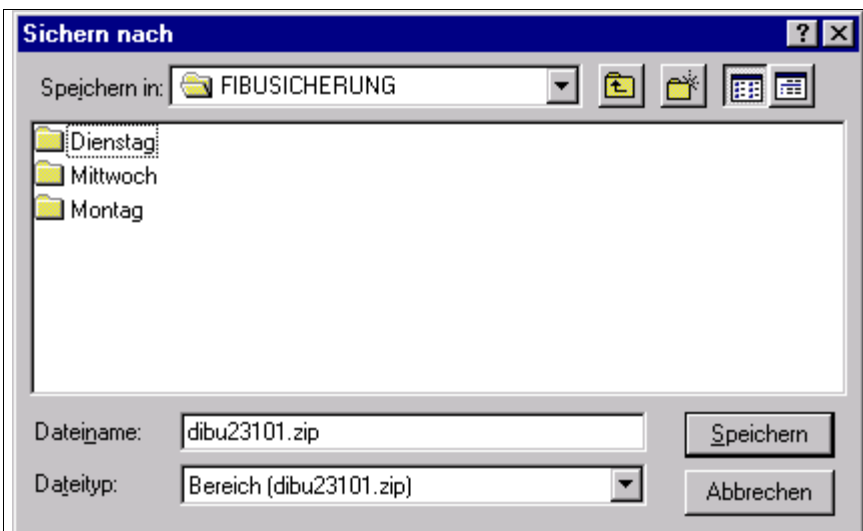 Sichern nach
Speichern in: FIBUSICHERUNG
Dienstag
Mittwoch
Montag
Dateiname: dibu23101.zip Speichern
Dateityp: Bereich (dibu23101.zip) Abbrechen